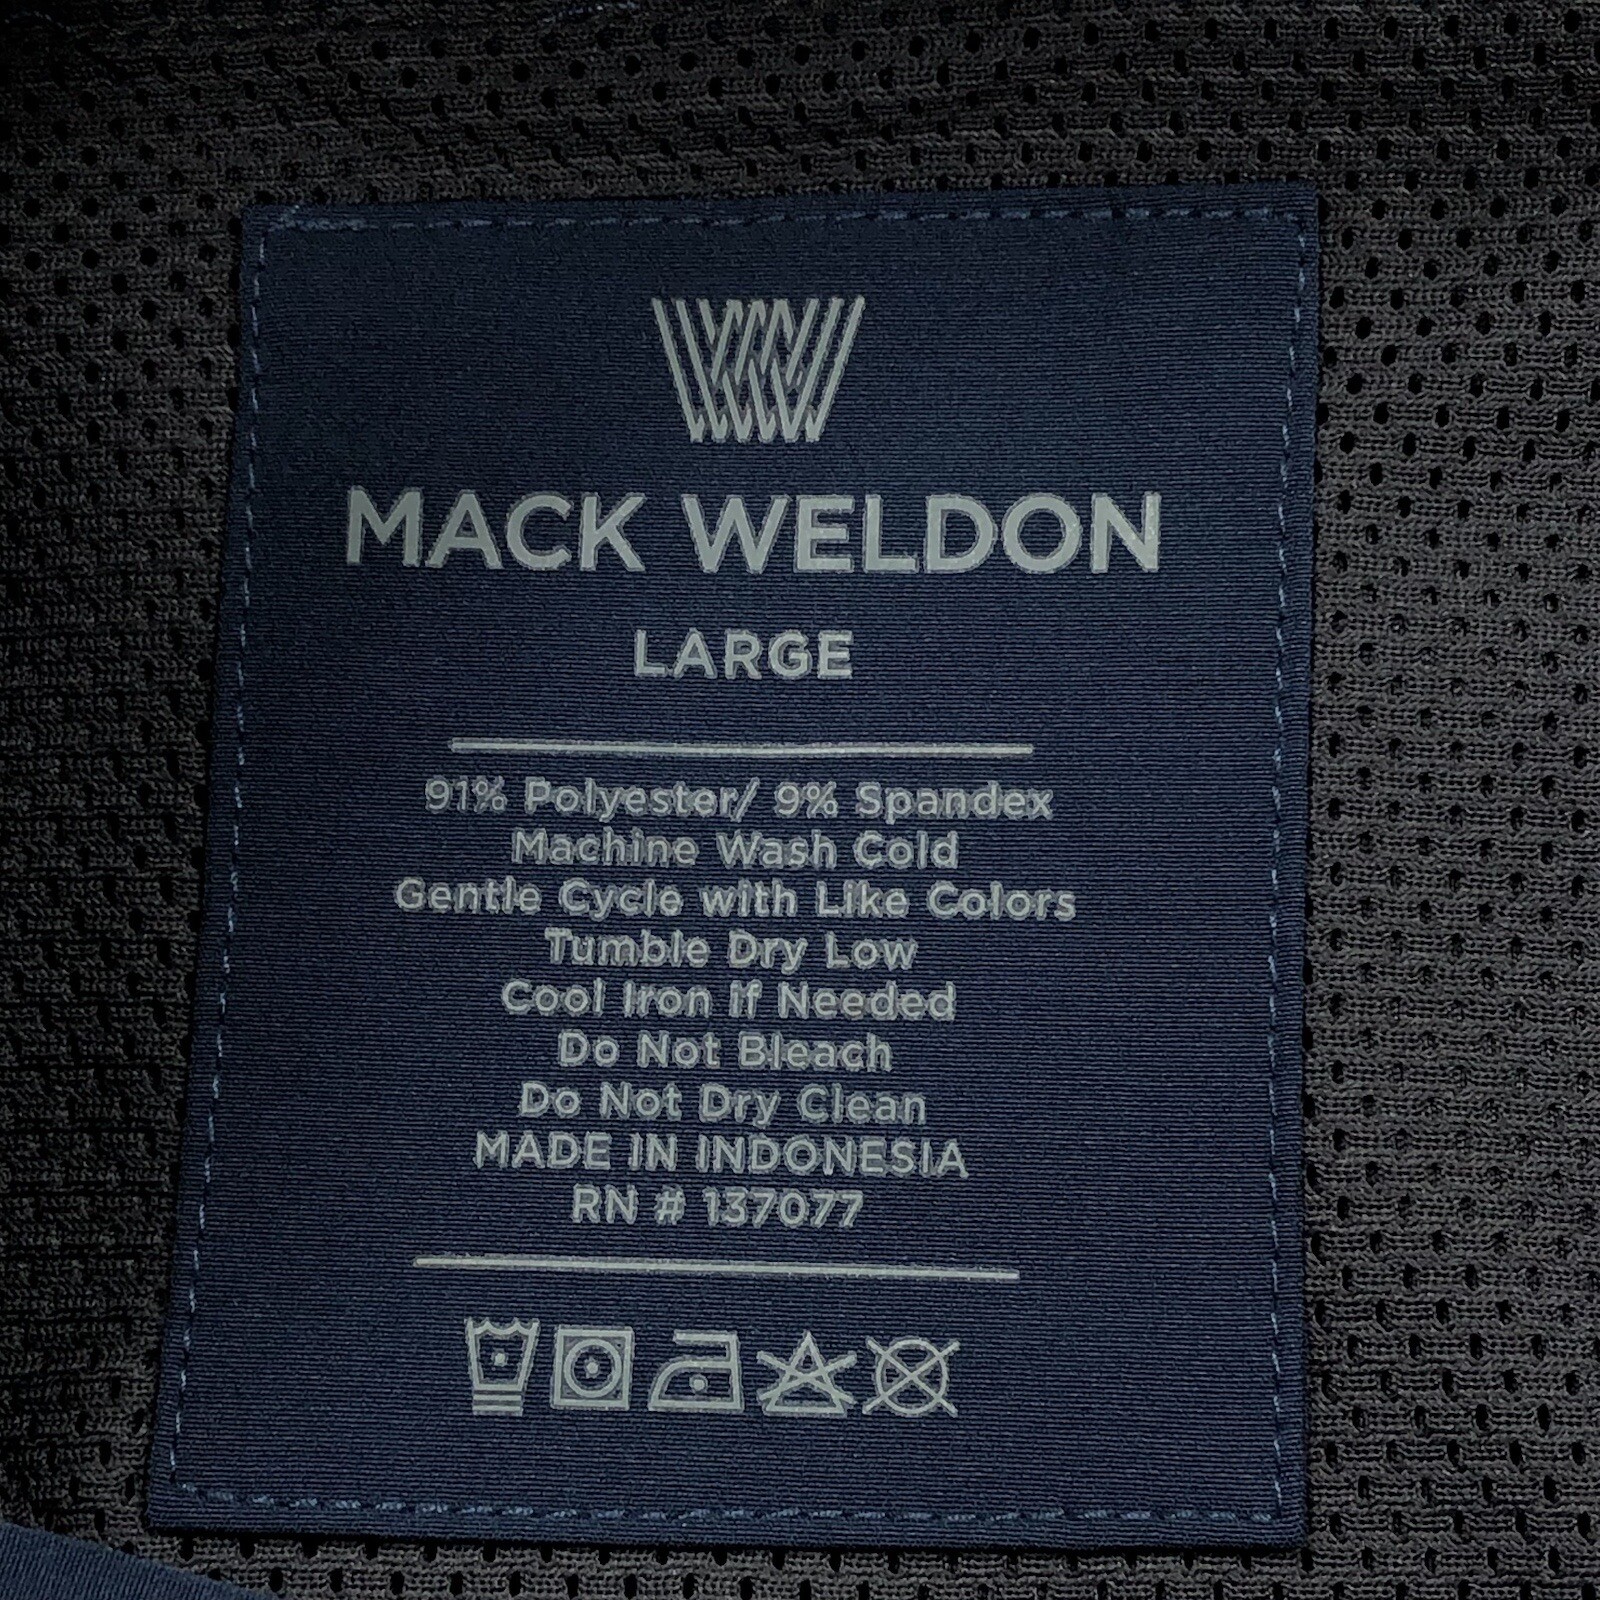 MACK WELDON
LARGE
91% Polyester/ 9% Spandex
Machine Wash Cold
Gentle Cycle with Like Colors
Tumble Dry Low
Cool Iron If Needed
Do Not Bleach
Do Not Dry Clean
MADE IN INDONESIA
RN # 137077